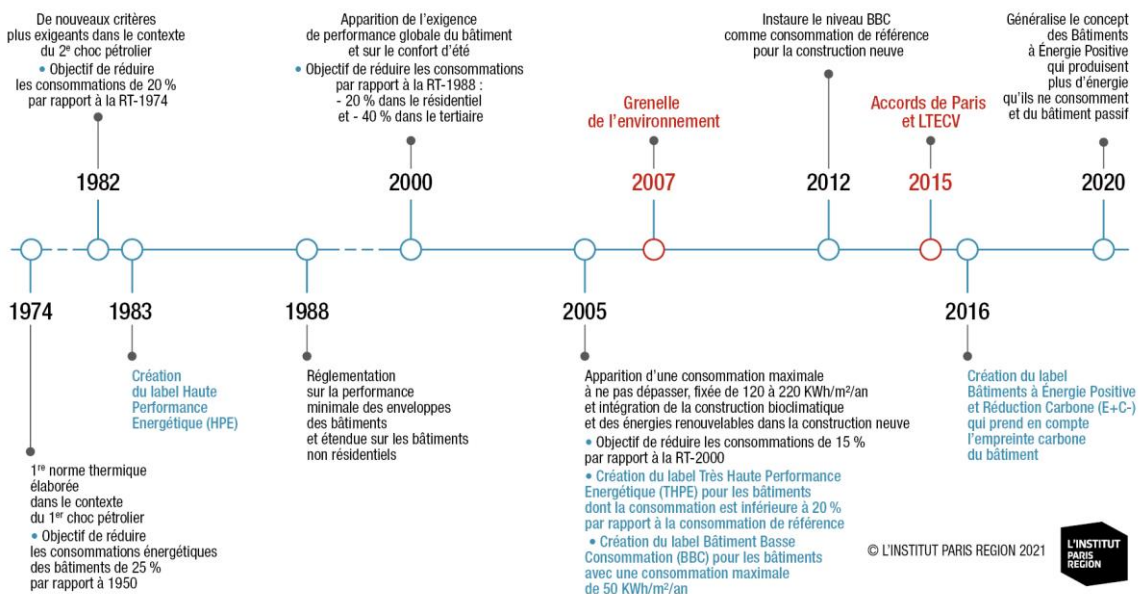 De nouveaux critères
plus exigeants dans le contexte
du 2e choc pétrolier
• Objectif de réduire
les consommations de 20 %
par rapport à la RT-1974
1982
Apparition de l'exigence
de performance globale du bâtiment
et sur le confort d'été
• Objectif de réduire les consommations
par rapport à la RT-1988 :
- 20 % dans le résidentiel
et - 40 % dans le tertiaire
2000
Grenelle
de l'environnement
2007
Instaure le niveau BBC
comme consommation de référence
pour la construction neuve
2012
Accords de Paris
et LTECV
2015
Généralise le concept
des Bâtiments
à Énergie Positive
qui produisent
plus d'énergie
qu'ils ne consomment
et du bâtiment passif
2020
1974
1re norme thermique
élaborée
dans le contexte
du 1er choc pétrolier
• Objectif de réduire
les consommations énergétiques
des bâtiments de 25 %
par rapport à 1950
1983
Création
du label Haute
Performance
Energétique (HPE)
1988
Réglementation
sur la performance
minimale des enveloppes
des bâtiments
et étendue sur les bâtiments
non résidentiels
2005
Apparition d'une consommation maximale
à ne pas dépasser, fixée de 120 à 220 KWh/m²/an
et intégration de la construction bioclimatique
et des énergies renouvelables dans la construction neuve
• Objectif de réduire les consommations de 15 %
par rapport à la RT-2000
• Création du label Très Haute Performance
Energétique (THPE) pour les bâtiments
dont la consommation est inférieure à 20 %
par rapport à la consommation de référence
• Création du label Bâtiment Basse
Consommation (BBC) pour les bâtiments
avec une consommation maximale
de 50 KWh/m²/an
2016
Création du label
Bâtiments à Énergie Positive
et Réduction Carbone (E+C-)
qui prend en compte
l'empreinte carbone
du bâtiment
© L'INSTITUT PARIS REGION 2021
L'INSTITUT
PARIS
REGION